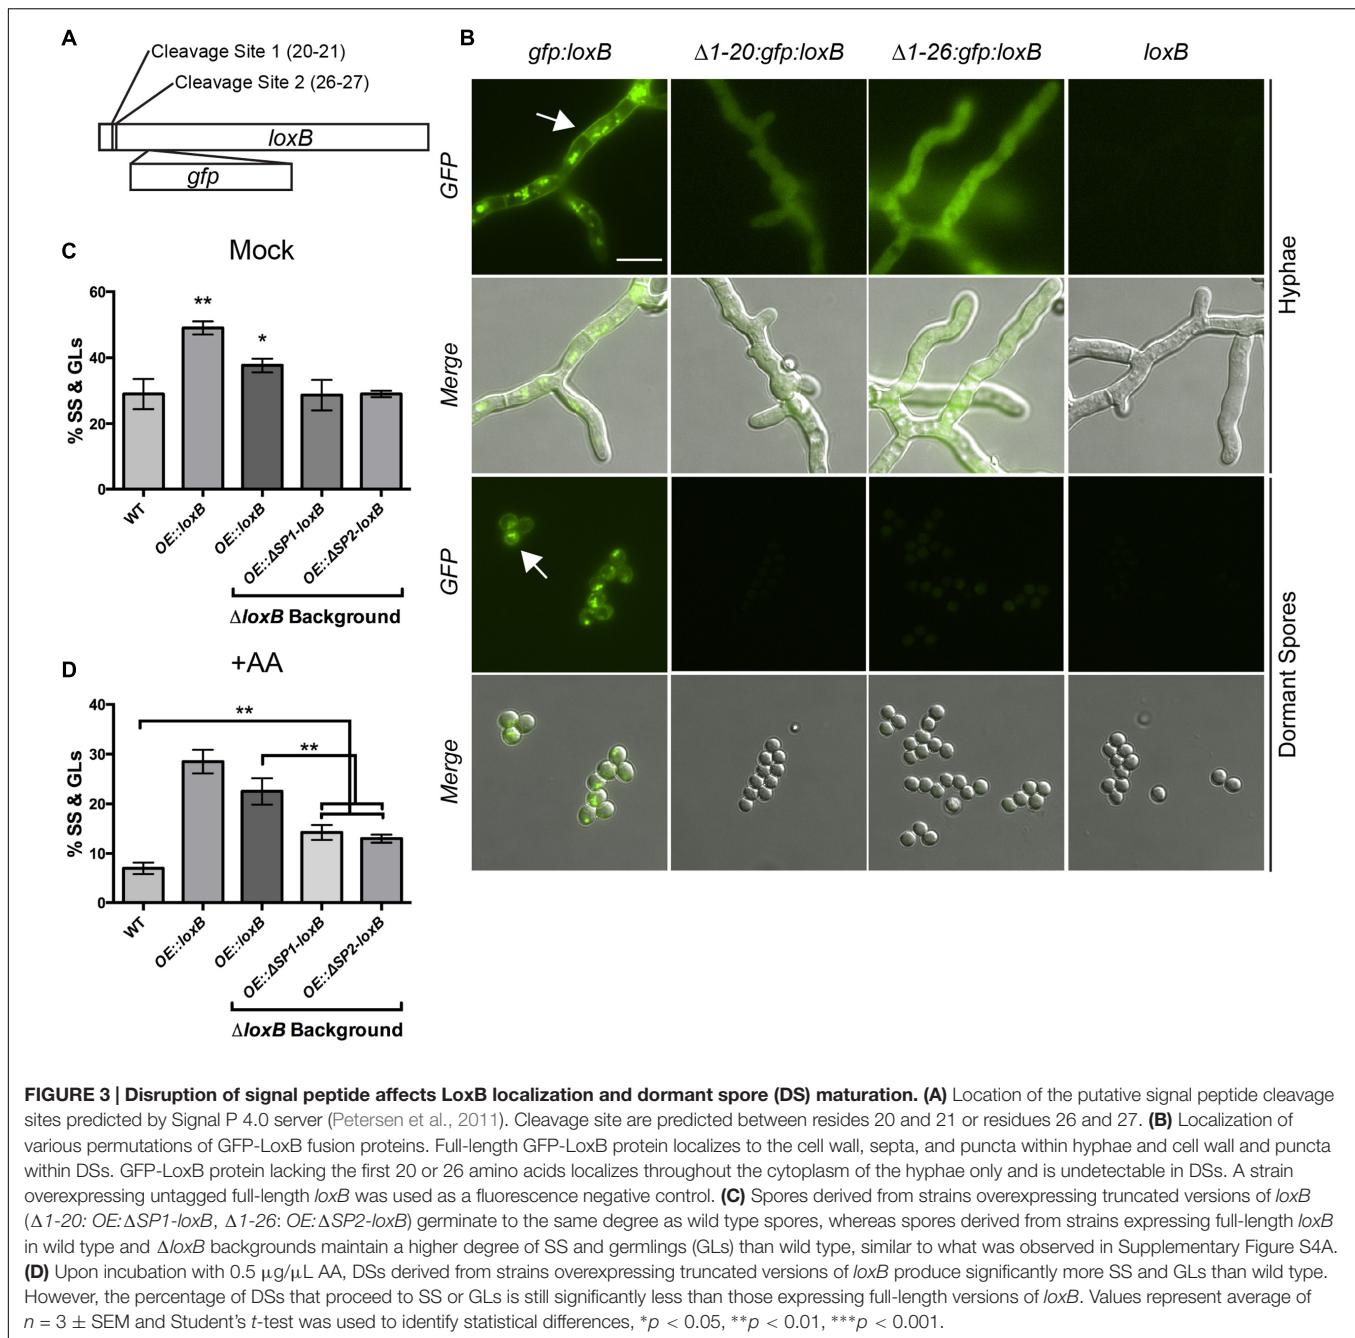 A
Cleavage Site 1 (20-21)
Cleavage Site 2 (26-27)
loxB
gfp
B
gfp:loxB
Δ1-20:gfp:loxB
Δ1-26:gfp:loxB
loxB
GFP
Merge
GFP
Merge
Hyphae
Dormant Spores
C
Mock
% SS & GLs
60
40
20
0
**
*
WT
OE::loxB
OE::loxB
OE::ΔSP1-loxB
OE::ΔSP2-loxB
ΔloxB Background
D
+AA
% SS & GLs
40
30
20
10
0
**
**
WT
OE::loxB
OE::loxB
OE::ΔSP1-loxB
OE::ΔSP2-loxB
ΔloxB Background
FIGURE 3 | Disruption of signal peptide affects LoxB localization and dormant spore (DS) maturation. (A) Location of the putative signal peptide cleavage
sites predicted by Signal P 4.0 server (Petersen et al., 2011). Cleavage site are predicted between resides 20 and 21 or residues 26 and 27. (B) Localization of
various permutations of GFP-LoxB fusion proteins. Full-length GFP-LoxB protein localizes to the cell wall, septa, and puncta within hyphae and cell wall and puncta
within DSs. GFP-LoxB protein lacking the first 20 or 26 amino acids localizes throughout the cytoplasm of the hyphae only and is undetectable in DSs. A strain
overexpressing untagged full-length loxB was used as a fluorescence negative control. (C) Spores derived from strains overexpressing truncated versions of loxB
(Δ1-20: OE:ΔSP1-loxB, Δ1-26: OE:ΔSP2-loxB) germinate to the same degree as wild type spores, whereas spores derived from strains expressing full-length loxB
in wild type and ΔloxB backgrounds maintain a higher degree of SS and germlings (GLs) than wild type, similar to what was observed in Supplementary Figure S4A.
(D) Upon incubation with 0.5 μg/μL AA, DSs derived from strains overexpressing truncated versions of loxB produce significantly more SS and GLs than wild type.
However, the percentage of DSs that proceed to SS or GLs is still significantly less than those expressing full-length versions of loxB. Values represent average of
n = 3 ± SEM and Student's t-test was used to identify statistical differences, *p < 0.05, **p < 0.01, ***p < 0.001.